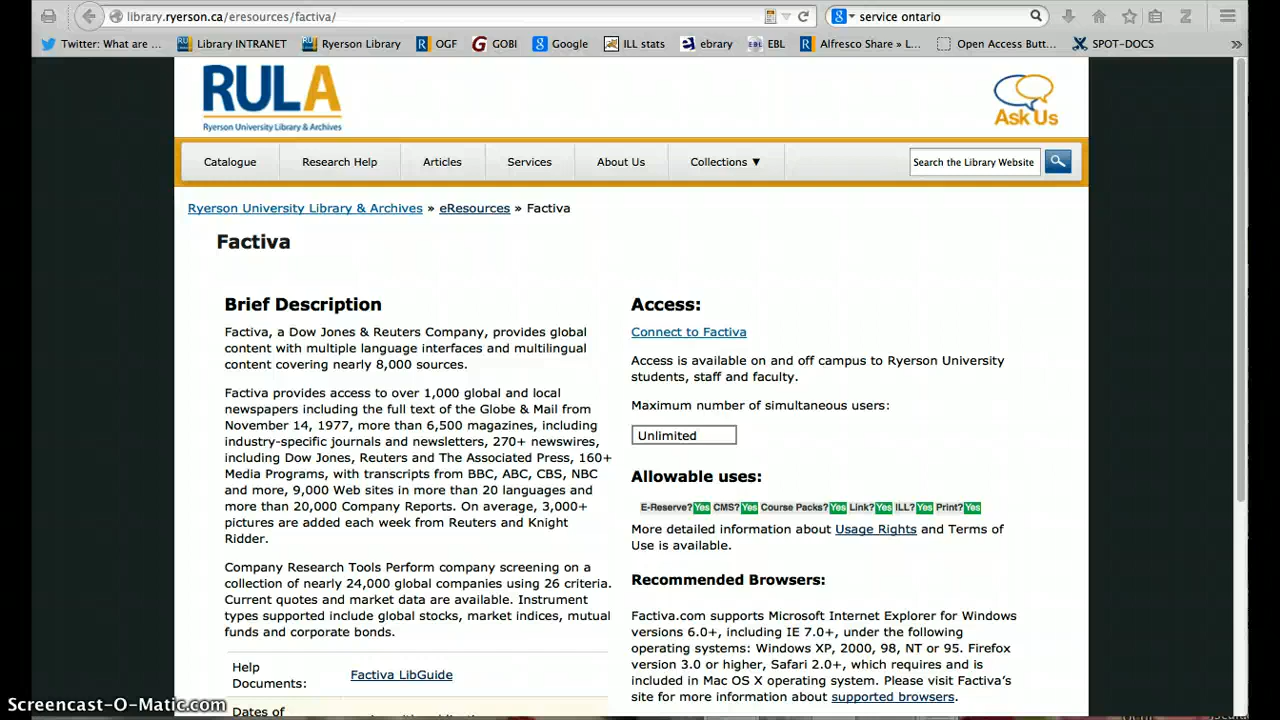 library.ryerson.ca/eresources/factiva/
service ontario
Twitter: What are ...
Library INTRANET
Ryerson Library
OGF
GOBI
Google
ILL stats
ebrary
EBL EBL
Alfresco Share » L...
Open Access Butt...
SPOT-DOCS
RULA
Ryerson University Library & Archives
Ask Us
Catalogue
Research Help
Articles
Services
About Us
Collections ▼
Search the Library Website
Ryerson University Library & Archives » eResources » Factiva
Factiva
Brief Description
Factiva, a Dow Jones & Reuters Company, provides global
content with multiple language interfaces and multilingual
content covering nearly 8,000 sources.
Factiva provides access to over 1,000 global and local
newspapers including the full text of the Globe & Mail from
November 14, 1977, more than 6,500 magazines, including
industry-specific journals and newsletters, 270+ newswires,
including Dow Jones, Reuters and The Associated Press, 160+
Media Programs, with transcripts from BBC, ABC, CBS, NBC
and more, 9,000 Web sites in more than 20 languages and
more than 20,000 Company Reports. On average, 3,000+
pictures are added each week from Reuters and Knight
Ridder.
Company Research Tools Perform company screening on a
collection of nearly 24,000 global companies using 26 criteria.
Current quotes and market data are available. Instrument
types supported include global stocks, market indices, mutual
funds and corporate bonds.
Help
Documents:
Factiva LibGuide
Dates of
Access:
Connect to Factiva
Access is available on and off campus to Ryerson University
students, staff and faculty.
Maximum number of simultaneous users:
Unlimited
Allowable uses:
E-Reserve? Yes CMS? Yes Course Packs? Yes Link? Yes ILL? Yes Print? Yes
More detailed information about Usage Rights and Terms of
Use is available.
Recommended Browsers:
Factiva.com supports Microsoft Internet Explorer for Windows
versions 6.0+, including IE 7.0+, under the following
operating systems: Windows XP, 2000, 98, NT or 95. Firefox
version 3.0 or higher, Safari 2.0+, which requires and is
included in Mac OS X operating system. Please visit Factiva's
site for more information about supported browsers.
Screencast-O-Matic.com